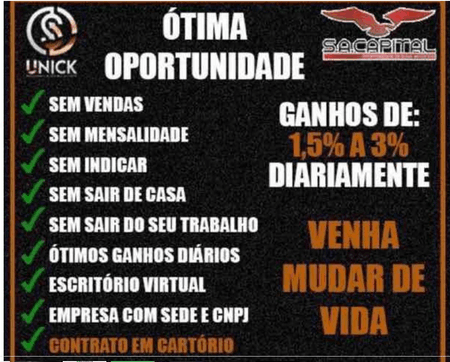 UNICK
ÓTIMA
OPORTUNIDADE
S.A.CAPITAL
SEM VENDAS
SEM MENSALIDADE
SEM INDICAR
SEM SAIR DE CASA
SEM SAIR DO SEU TRABALHO
ÓTIMOS GANHOS DIÁRIOS
ESCRITÓRIO VIRTUAL
EMPRESA COM SEDE E CNPJ
CONTRATO EM CARTÓRIO
GANHOS DE:
1,5% A 3%
DIARIAMENTE
VENHA
MUDAR DE
VIDA